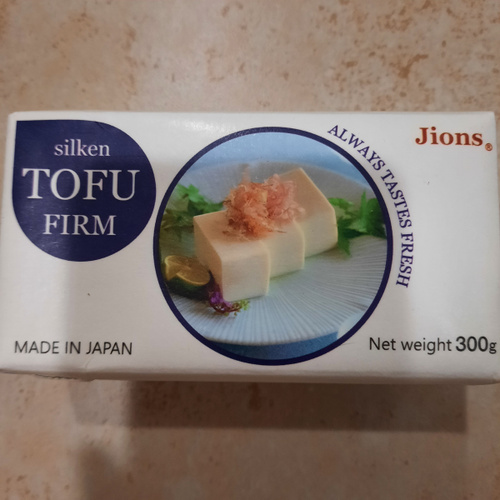 silken
TOFU
FIRM
ALWAYS TASTES FRESH
Jions®
MADE IN JAPAN
Net weight 300g